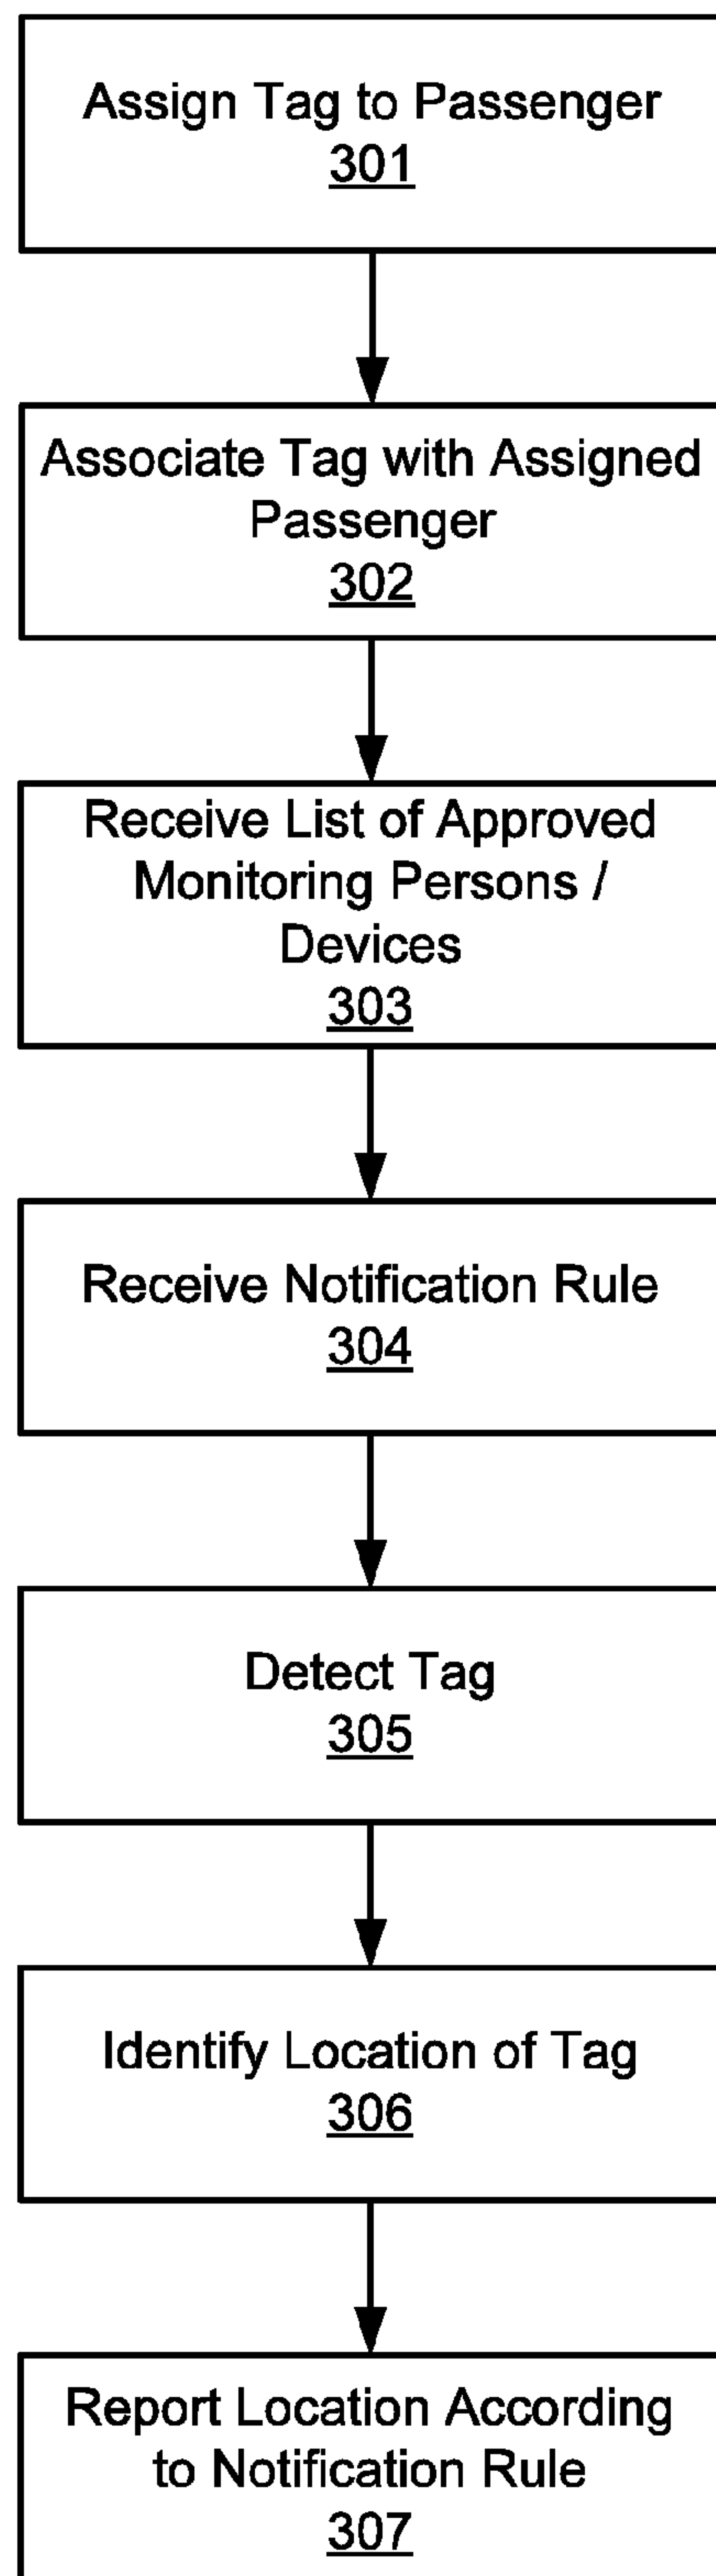 Assign Tag to Passenger
301
Associate Tag with Assigned
Passenger
302
Receive List of Approved
Monitoring Persons /
Devices
303
Receive Notification Rule
304
Detect Tag
305
Identify Location of Tag
306
Report Location According
to Notification Rule
307